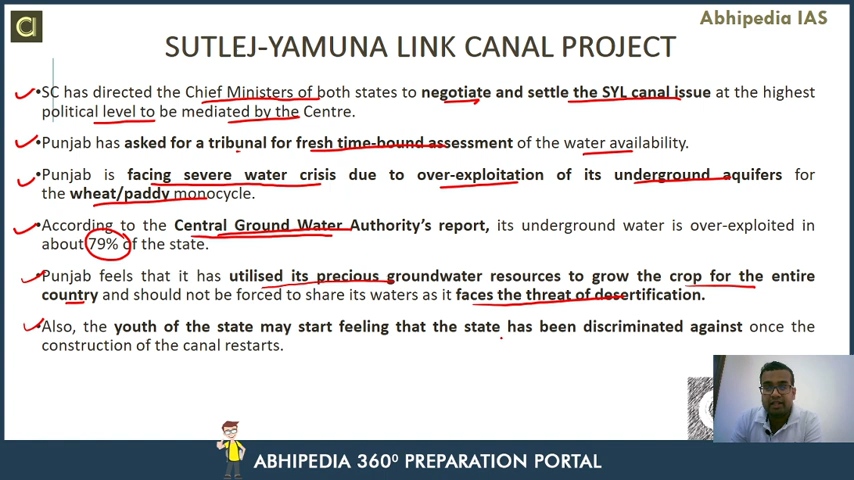 Abhipedia IAS
SUTLEJ-YAMUNA LINK CANAL PROJECT
•SC has directed the Chief Ministers of both states to negotiate and settle the SYL canal issue at the highest
political level to be mediated by the Centre.
•Punjab has asked for a tribunal for fresh time-bound assessment of the water availability.
•Punjab is facing severe water crisis due to over-exploitation of its underground aquifers for
the wheat/paddy monocycle.
•According to the Central Ground Water Authority's report, its underground water is over-exploited in
about 79% of the state.
•Punjab feels that it has utilised its precious groundwater resources to grow the crop for the entire
country and should not be forced to share its waters as it faces the threat of desertification.
•Also, the youth of the state may start feeling that the state has been discriminated against once the
construction of the canal restarts.
ABHIPEDIA 360⁰ PREPARATION PORTAL